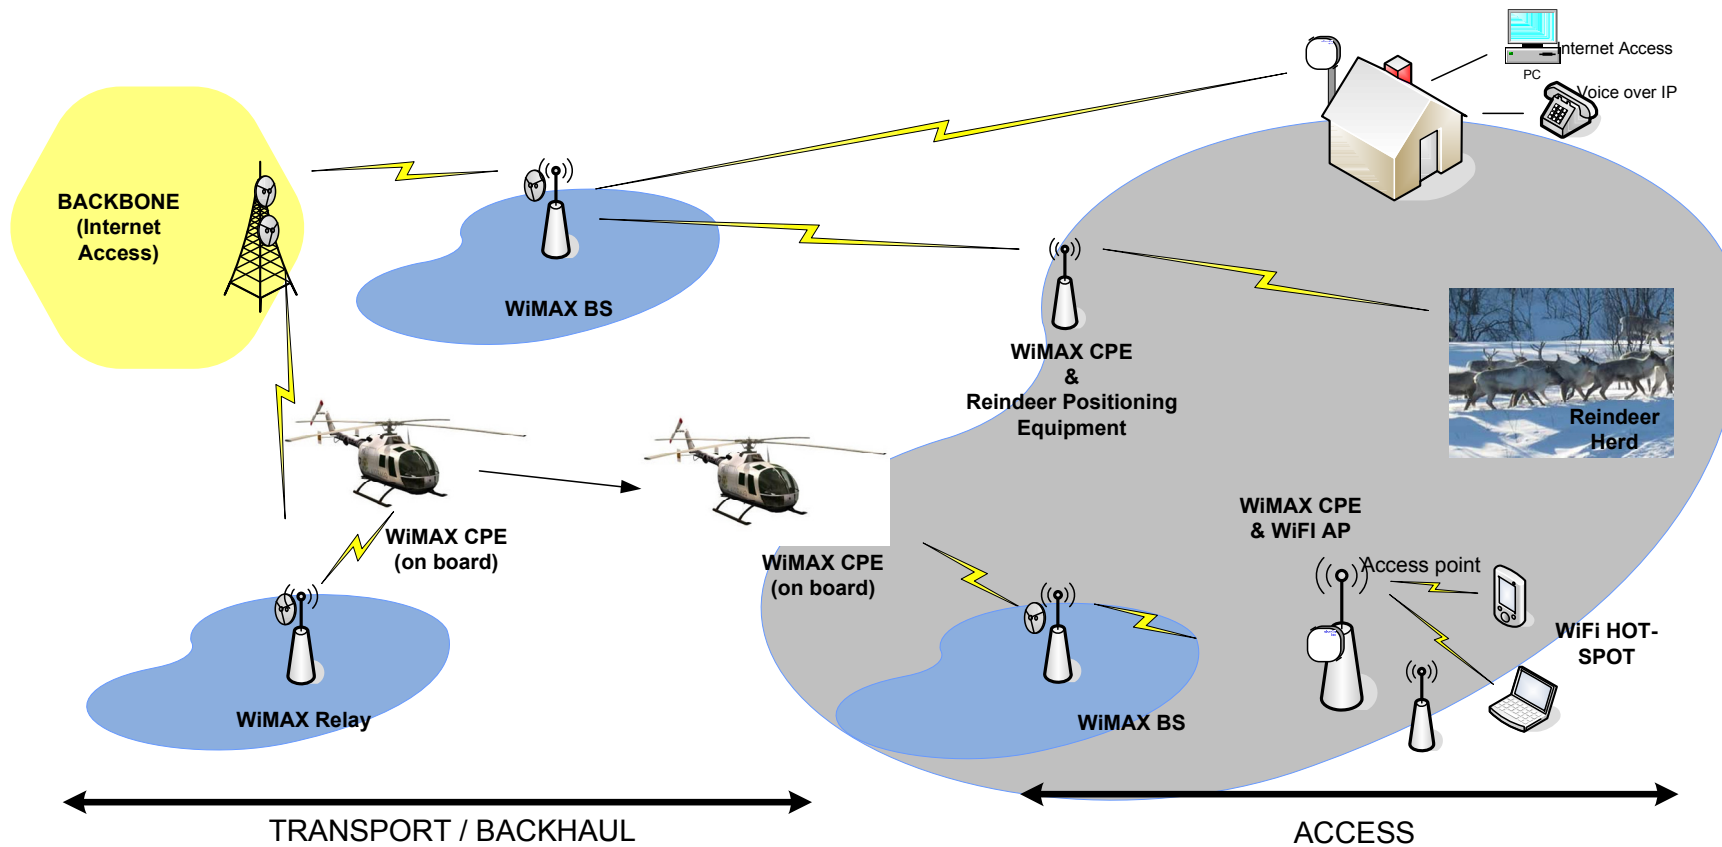 Internet Access
PC
Voice over IP
BACKBONE
(Internet
Access)
WiMAX BS
WiMAX CPE
&
Reindeer Positioning
Equipment
Reindeer
Herd
WiMAX CPE
(on board)
WiMAX CPE
(on board)
WiMAX CPE
& WiFI AP
Access point
WiFi HOT-
SPOT
WiMAX Relay
WiMAX BS
TRANSPORT / BACKHAUL
ACCESS